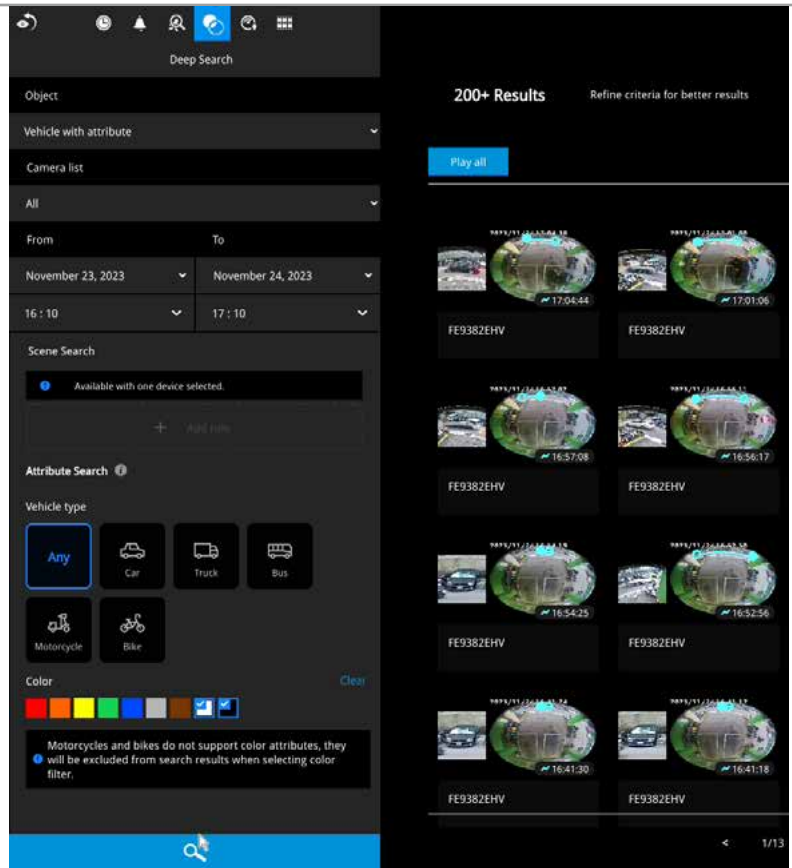 Deep Search
Object
Vehicle with attribute
Camera list
All
From To
November 23, 2023 November 24, 2023
16 : 10 17 : 10
Scene Search
Available with one device selected.
+ Add rule
Attribute Search
Vehicle type
Any
Car
Truck
Bus
Motorcycle
Bike
Color Clear
Motorcycles and bikes do not support color attributes, they
will be excluded from search results when selecting color
filter.
200+ Results Refine criteria for better results
Play all
17:04:44 17:01:06
FE9382EHV FE9382EHV
16:57:08 16:56:17
FE9382EHV FE9382EHV
16:54:25 16:52:56
FE9382EHV FE9382EHV
16:41:30 16:41:18
FE9382EHV FE9382EHV
< 1/13